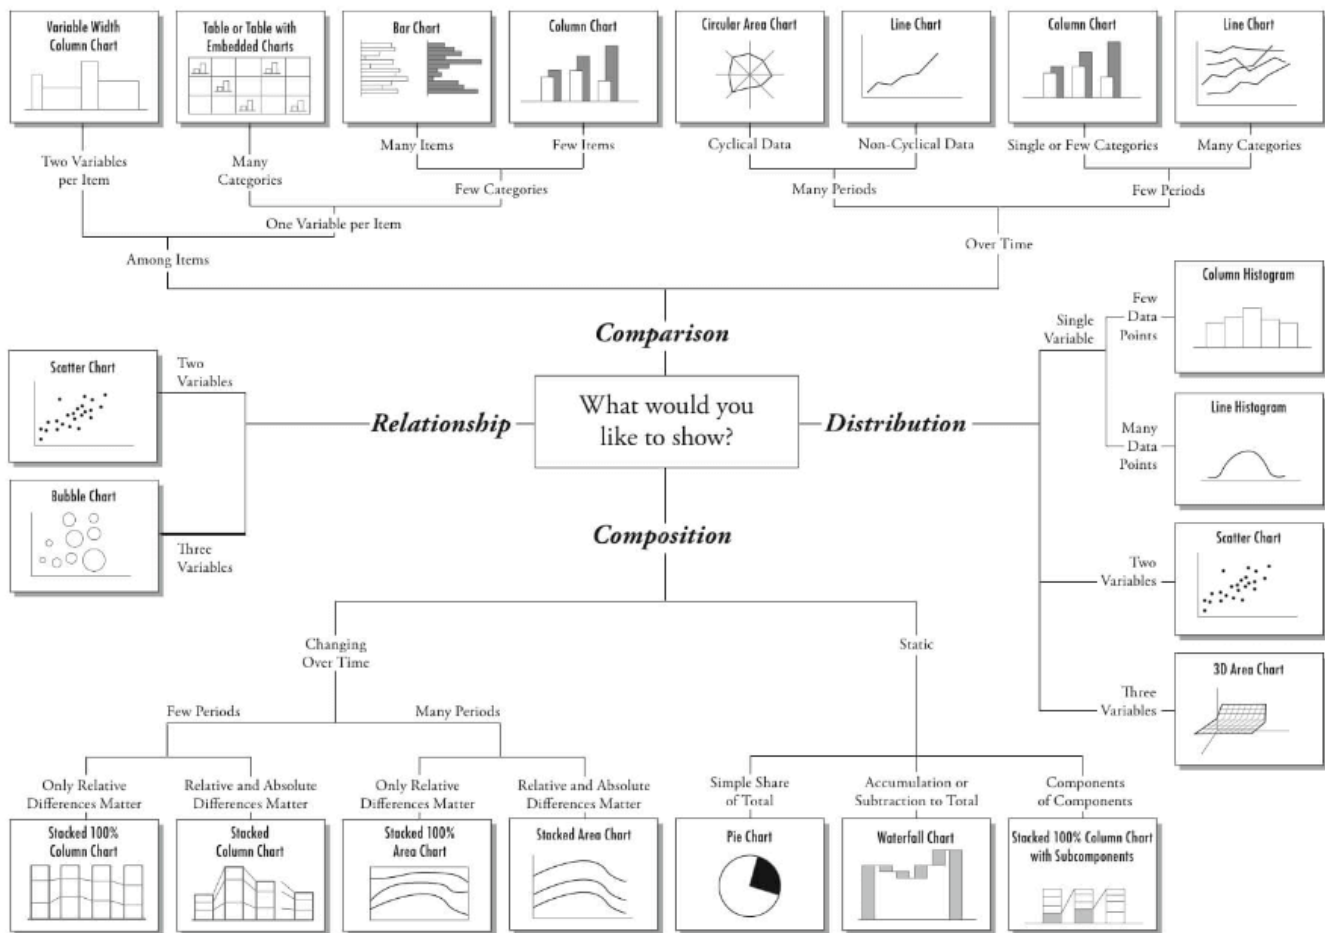 Variable Width
Column Chart
Table or Table with
Embedded Charts
Bar Chart
Column Chart
Circular Area Chart
Line Chart
Column Chart
Line Chart
Two Variables
per Item
Many
Categories
Many Items
Few Items
Cyclical Data
Non-Cyclical Data
Single or Few Categories
Many Categories
Few Categories
Many Periods
Few Periods
One Variable per Item
Among Items
Over Time
Comparison
Relationship
What would you
like to show?
Distribution
Composition
Two
Variables
Scatter Chart
Bubble Chart
Three
Variables
Single
Variable
Few
Data
Points
Column Histogram
Many
Data
Points
Line Histogram
Two
Variables
Scatter Chart
Three
Variables
3D Area Chart
Changing
Over Time
Static
Few Periods
Many Periods
Only Relative
Differences Matter
Relative and Absolute
Differences Matter
Only Relative
Differences Matter
Relative and Absolute
Differences Matter
Simple Share
of Total
Accumulation or
Subtraction to Total
Components
of Components
Stacked 100%
Column Chart
Stacked
Column Chart
Stacked 100%
Area Chart
Stacked Area Chart
Pie Chart
Waterfall Chart
Stacked 100% Column Chart
with Subcomponents